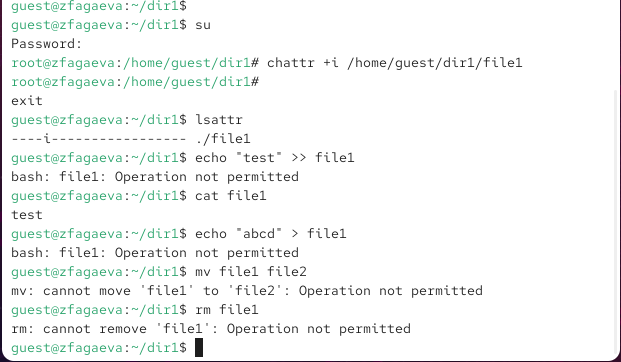 guest@zfagaeva:~/dir1$
guest@zfagaeva:~/dir1$ su
Password:
root@zfagaeva:/home/guest/dir1# chattr +i /home/guest/dir1/file1
root@zfagaeva:/home/guest/dir1#
exit
guest@zfagaeva:~/dir1$ lsattr
----i----------------- ./file1
guest@zfagaeva:~/dir1$ echo "test" >> file1
bash: file1: Operation not permitted
guest@zfagaeva:~/dir1$ cat file1
test
guest@zfagaeva:~/dir1$ echo "abcd" > file1
bash: file1: Operation not permitted
guest@zfagaeva:~/dir1$ mv file1 file2
mv: cannot move 'file1' to 'file2': Operation not permitted
guest@zfagaeva:~/dir1$ rm file1
rm: cannot remove 'file1': Operation not permitted
guest@zfagaeva:~/dir1$